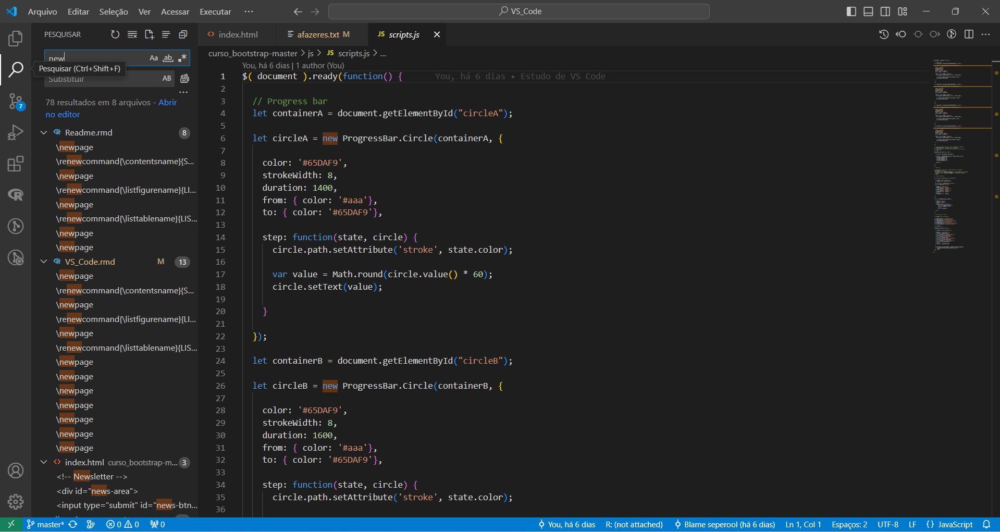 Arquivo Editar Seleção Ver Acessar Executar ···
VS_Code
PESQUISAR
new
Aa ab
Pesquisar (Ctrl+Shift+F)
Substituir
AB
78 resultados em 8 arquivos - Abrir
no editor
Readme.rmd 8
\newpage
\renewcommand{\contentsname}{S...
\newpage
\renewcommand{\listfigurename}{LI...
\newpage
\renewcommand{\listtablename}{LIS...
\newpage
\newpage
VS_Code.rmd M 13
\newpage
\renewcommand{\contentsname}{S...
\newpage
\renewcommand{\listfigurename}{LI...
\newpage
\renewcommand{\listtablename}{LIS...
\newpage
\newpage
\newpage
\newpage
\newpage
\newpage
\newpage
index.html curso_bootstrap-m... 3
<!-- Newsletter -->
<div id="news-area">
<input type="submit" id="news-btn...
7
index.html
afazeres.txt M
JS scripts.js
curso_bootstrap-master > js > JS scripts.js > ...
You, há 6 dias | 1 author (You)
1 $( document ).ready(function() { You, há 6 dias • Estudo de VS Code
2
3 // Progress bar
4 let containerA = document.getElementById("circleA");
5
6 let circleA = new ProgressBar.Circle(containerA, {
7
8 color: '#65DAF9',
9 strokeWidth: 8,
10 duration: 1400,
11 from: { color: '#aaa'},
12 to: { color: '#65DAF9'},
13
14 step: function(state, circle) {
15 circle.path.setAttribute('stroke', state.color);
16
17 var value = Math.round(circle.value() * 60);
18 circle.setText(value);
19
20 }
21
22 });
23
24 let containerB = document.getElementById("circleB");
25
26 let circleB = new ProgressBar.Circle(containerB, {
27
28 color: '#65DAF9',
29 strokeWidth: 8,
30 duration: 1600,
31 from: { color: '#aaa'},
32 to: { color: '#65DAF9'},
33
34 step: function(state, circle) {
35 circle.path.setAttribute('stroke', state.color);
36
master* 0 0 0 You, há 6 dias R: (not attached) Blame seperool (há 6 dias) Ln 1, Col 1 Espaços: 2 UTF-8 LF {} JavaScript